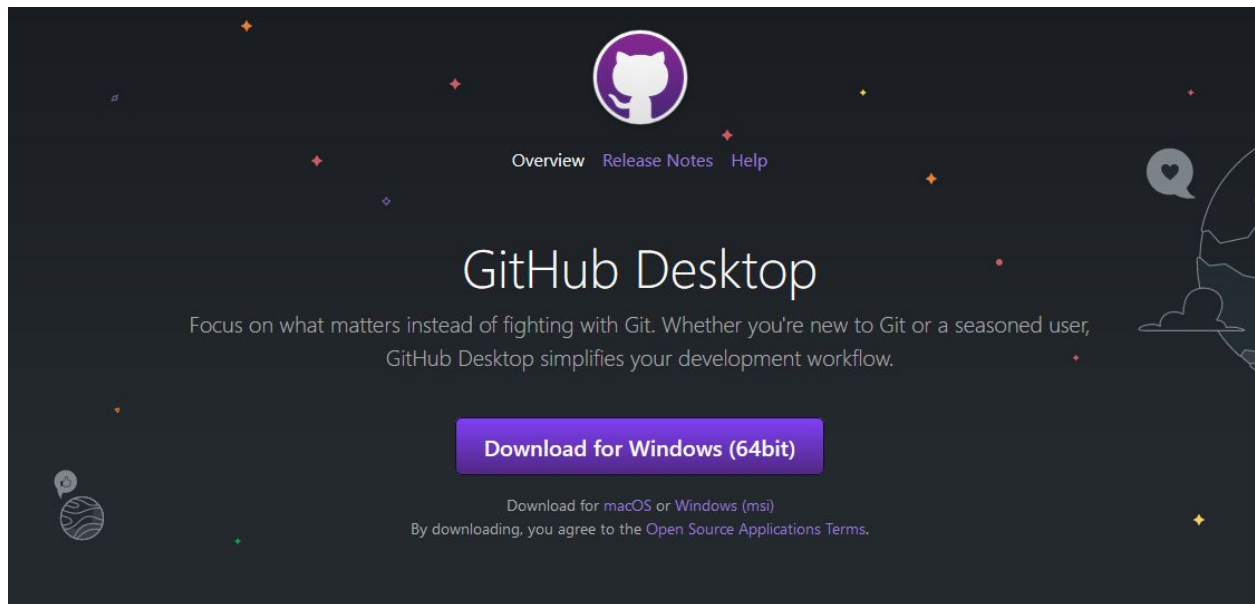 Overview Release Notes Help
GitHub Desktop
Focus on what matters instead of fighting with Git. Whether you're new to Git or a seasoned user,
GitHub Desktop simplifies your development workflow.
Download for Windows (64bit)
Download for macOS or Windows (msi)
By downloading, you agree to the Open Source Applications Terms.